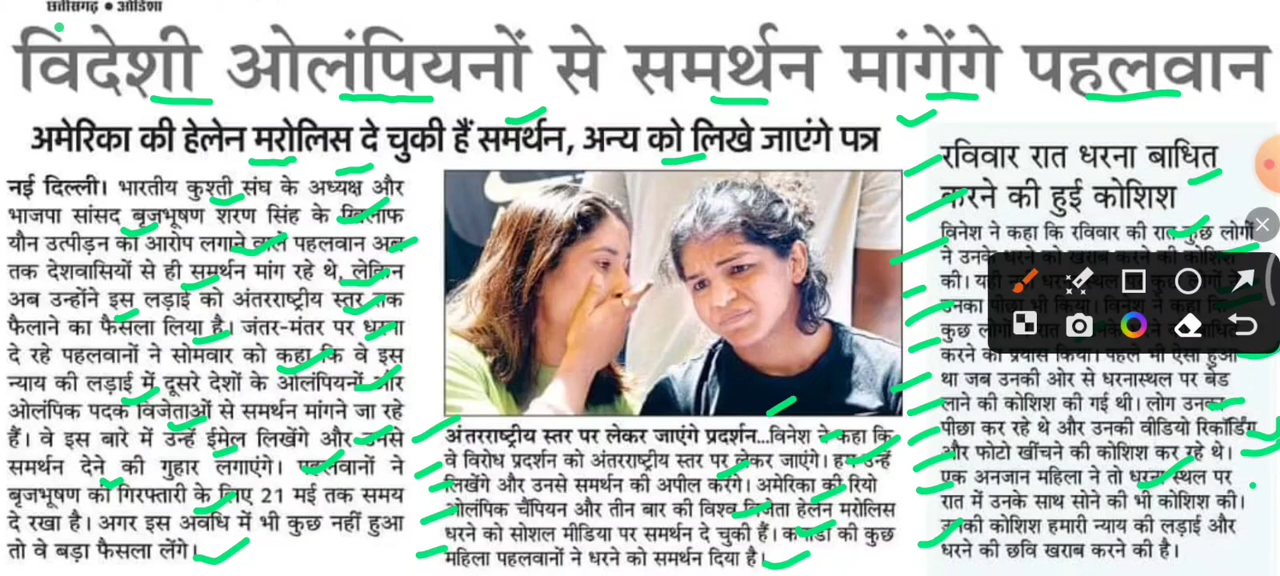 छत्तीसगढ़ • ओडिशा
विदेशी ओलंपियनों से समर्थन मांगेंगे पहलवान
अमेरिका की हेलेन मरोलिस दे चुकी हैं समर्थन, अन्य को लिखे जाएंगे पत्र
नई दिल्ली। भारतीय कुश्ती संघ के अध्यक्ष और
भाजपा सांसद बृजभूषण शरण सिंह के खिलाफ
यौन उत्पीड़न का आरोप लगाने वाले पहलवान अब
तक देशवासियों से ही समर्थन मांग रहे थे, लेकिन
अब उन्होंने इस लड़ाई को अंतरराष्ट्रीय स्तर तक
फैलाने का फैसला लिया है। जंतर-मंतर पर धरना
दे रहे पहलवानों ने सोमवार को कहा कि वे इस
न्याय की लड़ाई में दूसरे देशों के ओलंपियनों और
ओलंपिक पदक विजेताओं से समर्थन मांगने जा रहे
हैं। वे इस बारे में उन्हें ईमेल लिखेंगे और उनसे
समर्थन देने की गुहार लगाएंगे। पहलवानों ने
बृजभूषण की गिरफ्तारी के लिए 21 मई तक समय
दे रखा है। अगर इस अवधि में भी कुछ नहीं हुआ
तो वे बड़ा फैसला लेंगे।
अंतरराष्ट्रीय स्तर पर लेकर जाएंगे प्रदर्शन...विनेश ने कहा कि
वे विरोध प्रदर्शन को अंतरराष्ट्रीय स्तर पर लेकर जाएंगे। हम उन्हें
लिखेंगे और उनसे समर्थन की अपील करेंगे। अमेरिका की रियो
ओलंपिक चैंपियन और तीन बार की विश्व विजेता हेलेन मरोलिस
धरने को सोशल मीडिया पर समर्थन दे चुकी हैं। कनाडा की कुछ
महिला पहलवानों ने धरने को समर्थन दिया है।
रविवार रात धरना बाधित
करने की हुई कोशिश
विनेश ने कहा कि रविवार की रात कुछ लोगों
ने उनके धरने को खराब करने की कोशिश
की। यही धरनास्थल कुछ लोगों ने
उनका पीछा भी किया। विनेश ने कहा कि
कुछ लोगों रात
करने का प्रयास किया। पहले भी ऐसा हुआ
था जब उनकी ओर से धरनास्थल पर बेड
लाने की कोशिश की गई थी। लोग उनका
पीछा कर रहे थे और उनकी वीडियो रिकॉर्डिंग
और फोटो खींचने की कोशिश कर रहे थे।
एक अनजान महिला ने तो धरना स्थल पर
रात में उनके साथ सोने की भी कोशिश की।
उनकी कोशिश हमारी न्याय की लड़ाई और
धरने की छवि खराब करने की है।